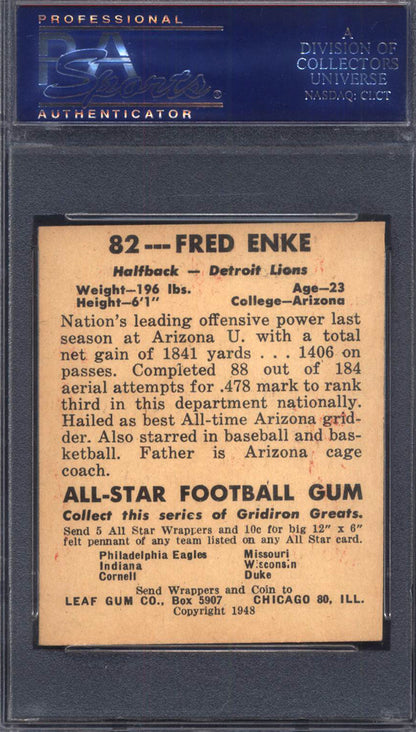 PROFESSIONAL
PSA
Sports
AUTHENTICATOR
A
DIVISION OF
COLLECTORS
UNIVERSE
NASDAQ: CLCT
82---FRED ENKE
Halfback — Detroit Lions
Weight—196 lbs. Age—23
Height—6'1" College—Arizona
Nation's leading offensive power last
season at Arizona U. with a total
net gain of 1841 yards . . . 1406 on
passes. Completed 88 out of 184
aerial attempts for .478 mark to rank
third in this department nationally.
Hailed as best All-time Arizona grid-
der. Also starred in baseball and bas-
ketball. Father is Arizona cage
coach.
ALL-STAR FOOTBALL GUM
Collect this series of Gridiron Greats.
Send 5 All Star Wrappers and 10c for big 12" x 6"
felt pennant of any team listed on any All Star card.
Philadelphia Eagles Missouri
Indiana Wisconsin
Cornell Duke
Send Wrappers and Coin to
LEAF GUM CO., Box 5907 CHICAGO 80, ILL.
Copyright 1948